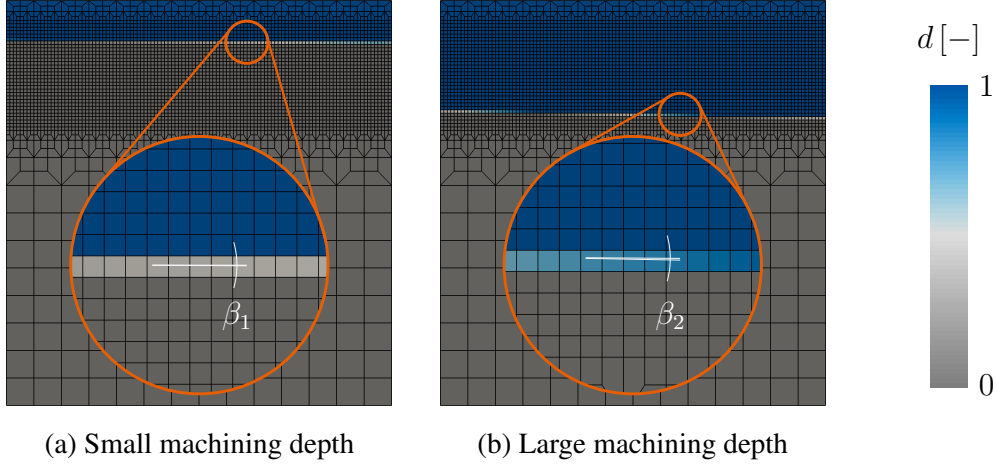 d [−]
1
0
β₁
β₂
(a) Small machining depth
(b) Large machining depth